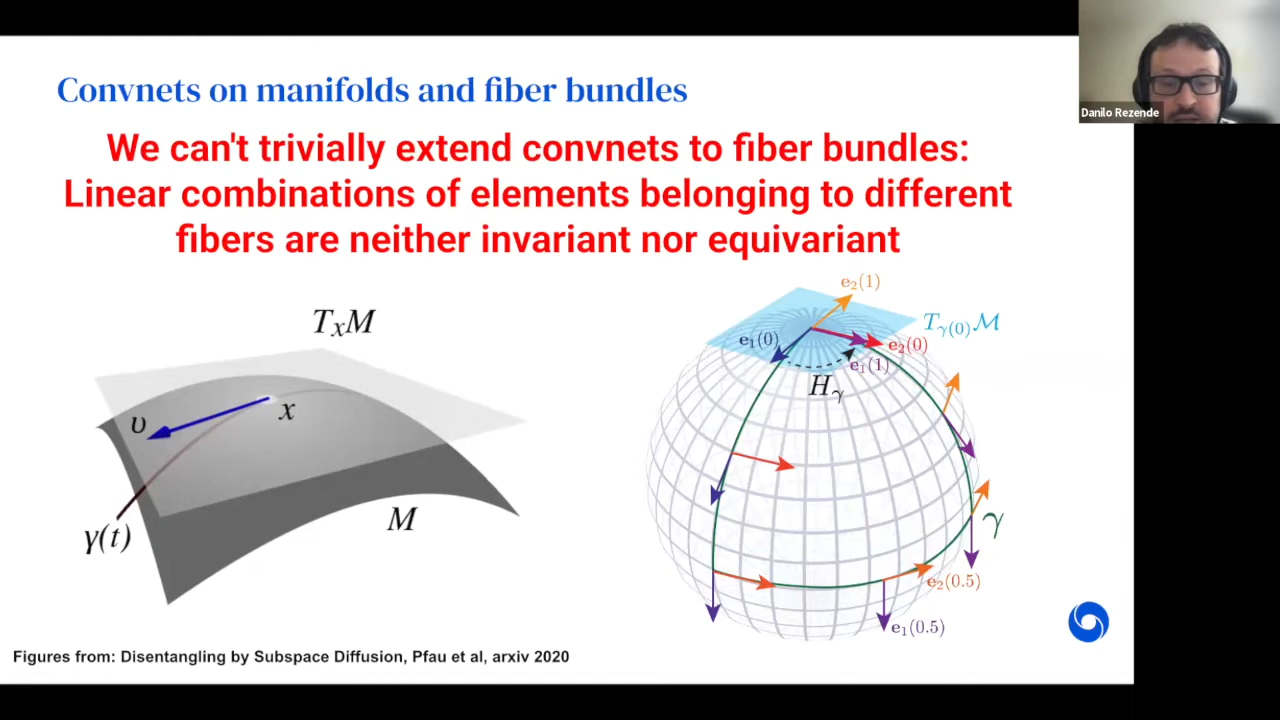 Convnets on manifolds and fiber bundles
Danilo Rezende
We can't trivially extend convnets to fiber bundles:
Linear combinations of elements belonging to different
fibers are neither invariant nor equivariant
TₓM
υ
x
γ(t)
M
e₂(1)
T_γ(0)ℳ
e₁(0)
e₂(0)
e₁(1)
H_γ
γ
e₂(0.5)
e₁(0.5)
Figures from: Disentangling by Subspace Diffusion, Pfau et al, arxiv 2020